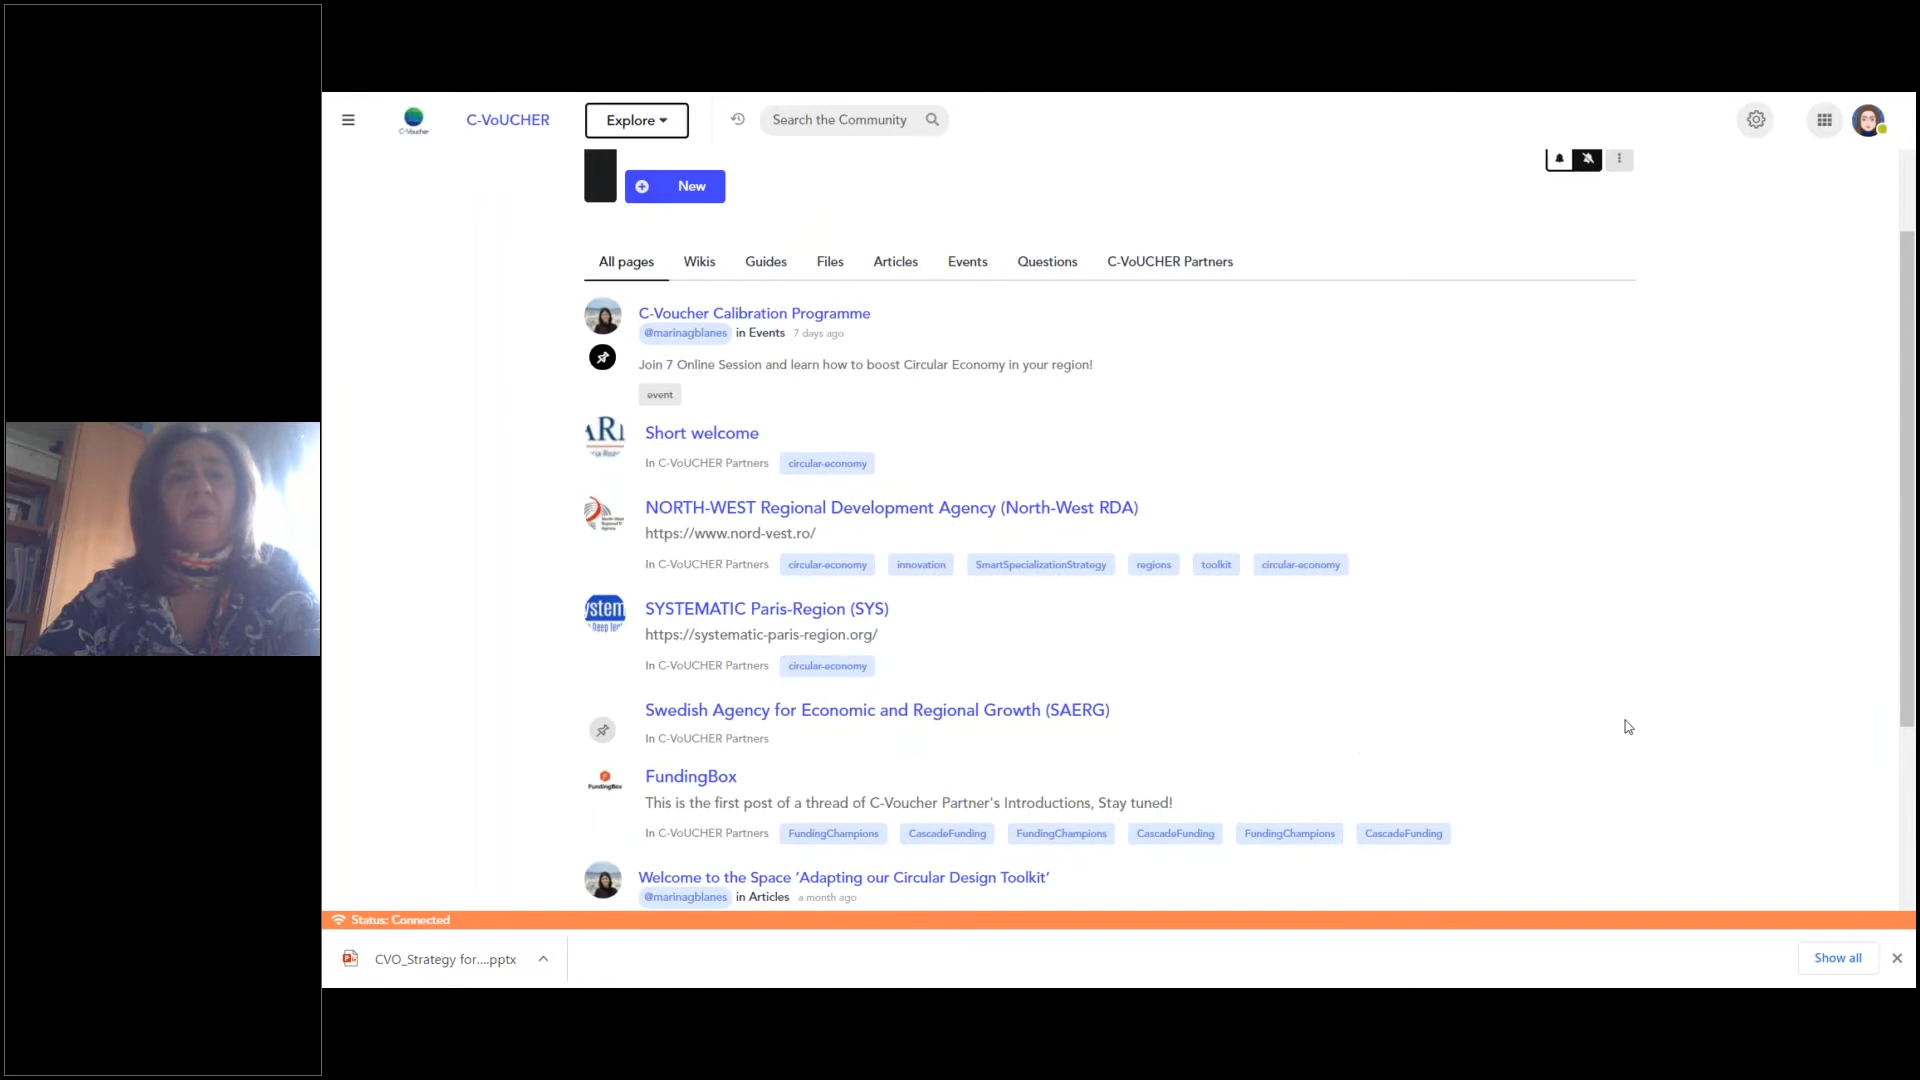 C-Voucher
C-VoUCHER
Explore
Search the Community
New
All pages
Wikis
Guides
Files
Articles
Events
Questions
C-VoUCHER Partners
C-Voucher Calibration Programme
@marinagblanes in Events 7 days ago
Join 7 Online Session and learn how to boost Circular Economy in your region!
event
Short welcome
In C-VoUCHER Partners circular-economy
NORTH-WEST Regional Development Agency (North-West RDA)
https://www.nord-vest.ro/
In C-VoUCHER Partners circular-economy innovation SmartSpecializationStrategy regions toolkit circular-economy
SYSTEMATIC Paris-Region (SYS)
https://systematic-paris-region.org/
In C-VoUCHER Partners circular-economy
Swedish Agency for Economic and Regional Growth (SAERG)
In C-VoUCHER Partners
FundingBox
FundingBox
This is the first post of a thread of C-Voucher Partner's Introductions, Stay tuned!
In C-VoUCHER Partners FundingChampions CascadeFunding FundingChampions CascadeFunding FundingChampions CascadeFunding
Welcome to the Space ‘Adapting our Circular Design Toolkit’
@marinagblanes in Articles a month ago
Status: Connected
CVO_Strategy for....pptx
Show all